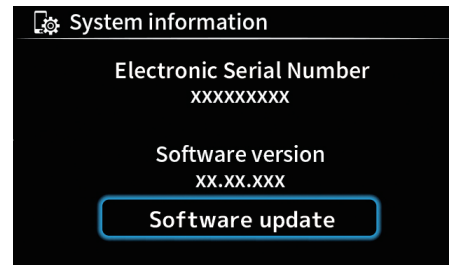 System information
Electronic Serial Number
XXXXXXXXX
Software version
XX.XX.XXX
Software update